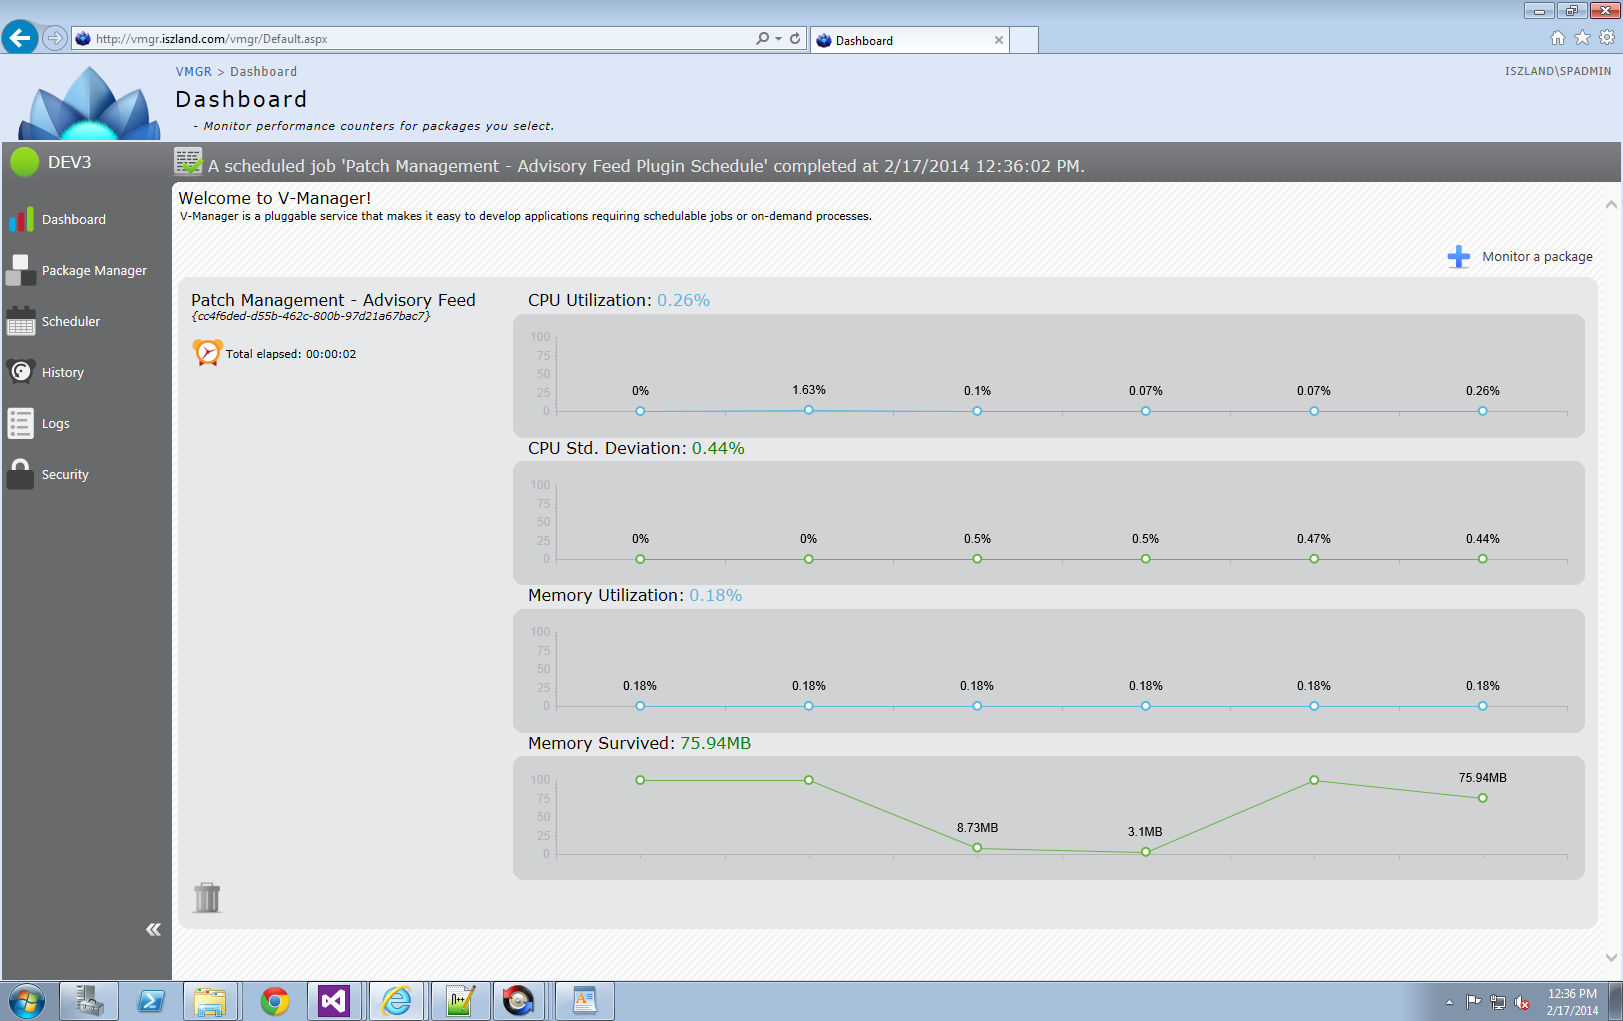 http://vmgr.iszland.com/vmgr/Default.aspx
Dashboard
VMGR > Dashboard
ISZLAND\SPADMIN
Dashboard
- Monitor performance counters for packages you select.
DEV3
A scheduled job 'Patch Management - Advisory Feed Plugin Schedule' completed at 2/17/2014 12:36:02 PM.
Dashboard
Package Manager
Scheduler
History
Logs
Security
Welcome to V-Manager!
V-Manager is a pluggable service that makes it easy to develop applications requiring schedulable jobs or on-demand processes.
Monitor a package
Patch Management - Advisory Feed
{cc4f6ded-d55b-462c-800b-97d21a67bac7}
Total elapsed: 00:00:02
CPU Utilization: 0.26%
100
75
50
25
0
0% 1.63% 0.1% 0.07% 0.07% 0.26%
CPU Std. Deviation: 0.44%
100
75
50
25
0
0% 0% 0.5% 0.5% 0.47% 0.44%
Memory Utilization: 0.18%
100
75
50
25
0
0.18% 0.18% 0.18% 0.18% 0.18% 0.18%
Memory Survived: 75.94MB
100
75
50
25
0
8.73MB 3.1MB 75.94MB
12:36 PM
2/17/2014